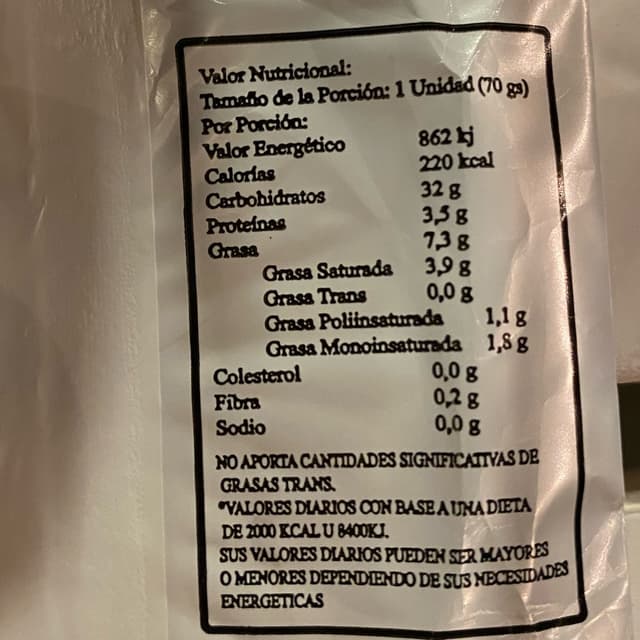 Valor Nutricional:
Tamaño de la Porción: 1 Unidad (70 gs)
Por Porción:
Valor Energético 862 kj
Calorías 220 kcal
Carbohidratos 32 g
Proteínas 3,5 g
Grasa 7,3 g
Grasa Saturada 3,9 g
Grasa Trans 0,0 g
Grasa Poliinsaturada 1,1 g
Grasa Monoinsaturada 1,8 g
Colesterol 0,0 g
Fibra 0,2 g
Sodio 0,0 g
NO APORTA CANTIDADES SIGNIFICATIVAS DE
GRASAS TRANS.
*VALORES DIARIOS CON BASE A UNA DIETA
DE 2000 KCAL U 8400KJ.
SUS VALORES DIARIOS PUEDEN SER MAYORES
O MENORES DEPENDIENDO DE SUS NECESIDADES
ENERGETICAS